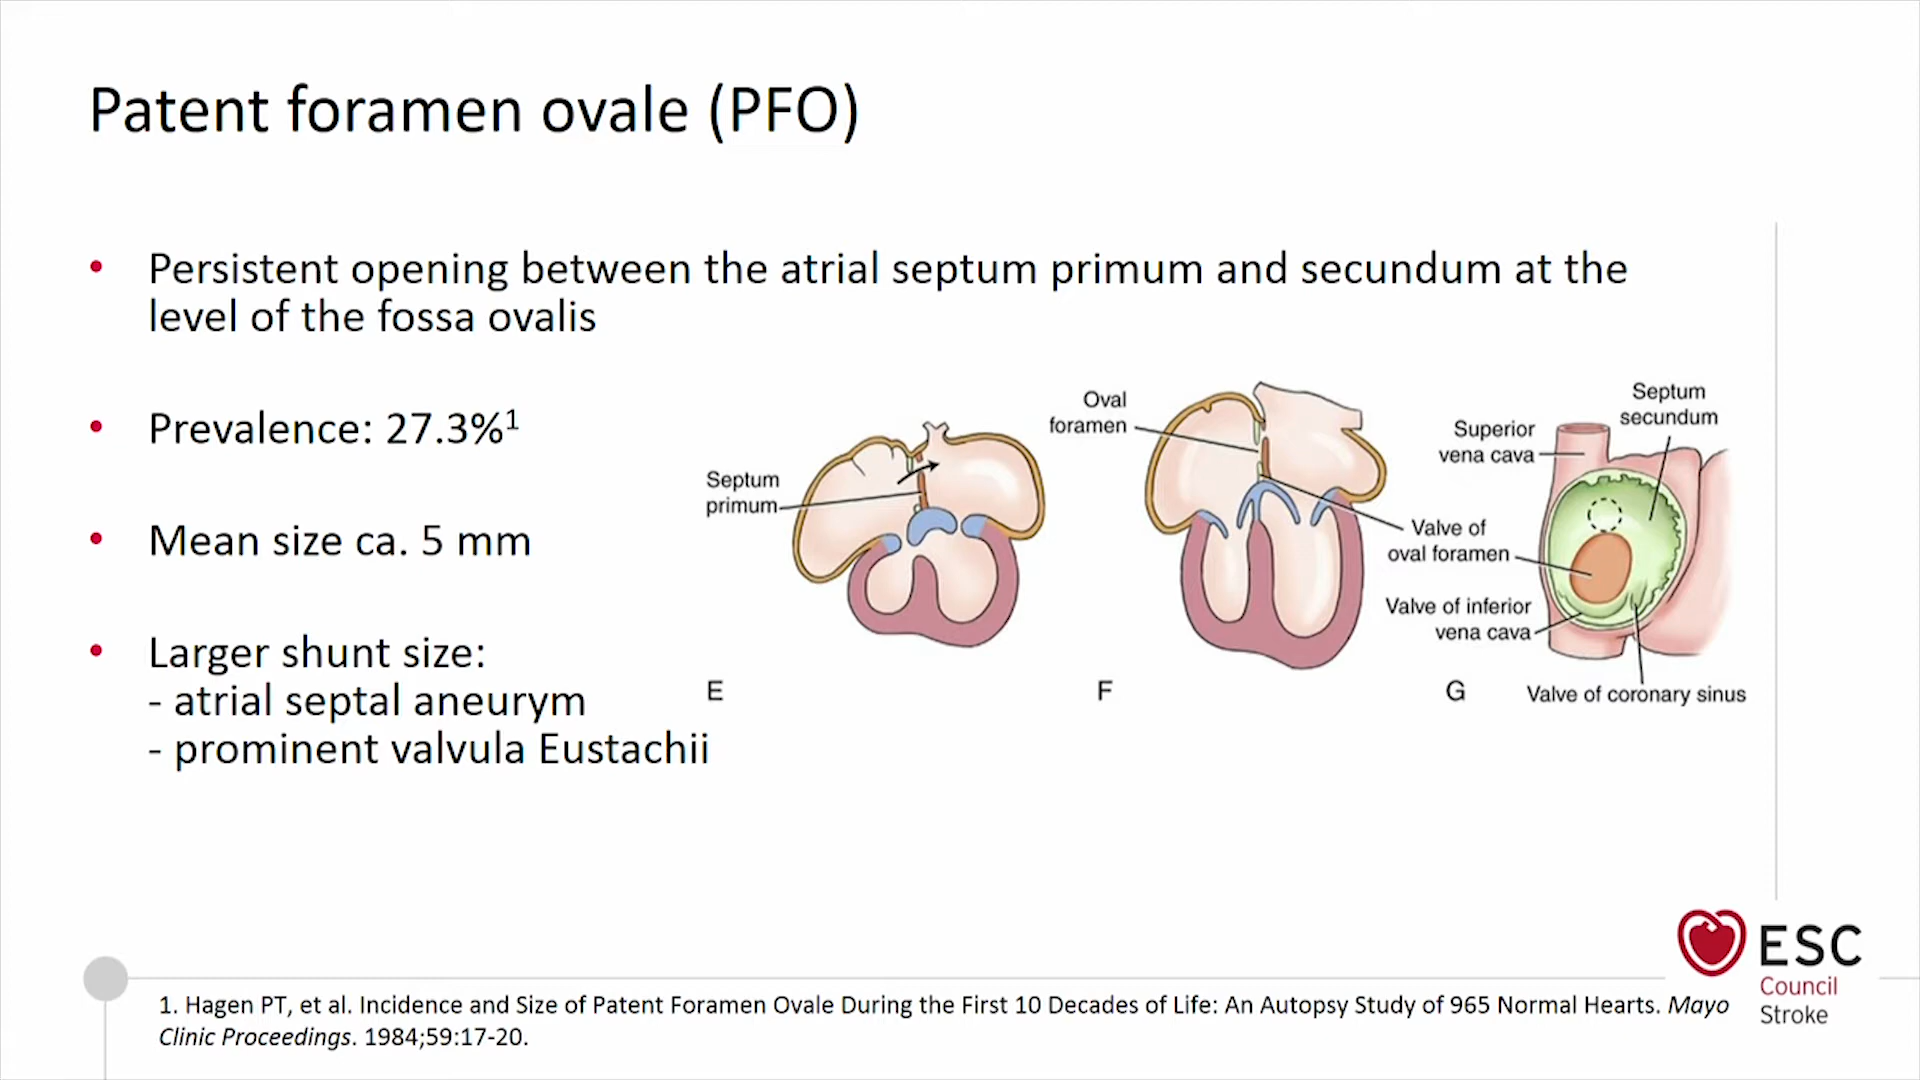 Patent foramen ovale (PFO)
• Persistent opening between the atrial septum primum and secundum at the
level of the fossa ovalis
• Prevalence: 27.3%¹
• Mean size ca. 5 mm
• Larger shunt size:
- atrial septal aneurym
- prominent valvula Eustachii
Septum
primum
E
Oval
foramen
Valve of
oval foramen
F
Superior
vena cava
Septum
secundum
Valve of inferior
vena cava
G
Valve of coronary sinus
1. Hagen PT, et al. Incidence and Size of Patent Foramen Ovale During the First 10 Decades of Life: An Autopsy Study of 965 Normal Hearts. Mayo
Clinic Proceedings. 1984;59:17-20.
ESC
Council
Stroke